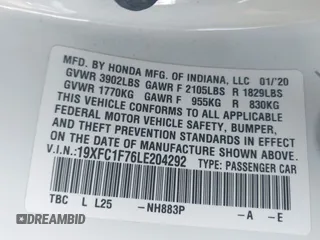 MFD. BY HONDA MFG. OF INDIANA, LLC 01/'20
GVWR 3902LBS GAWR F 2105LBS R 1829LBS
GVWR 1770KG GAWR F 955KG R 830KG
THIS VEHICLE CONFORMS TO ALL APPLICABLE
FEDERAL MOTOR VEHICLE SAFETY, BUMPER,
AND THEFT PREVENTION STANDARDS IN EFFECT
ON THE DATE OF MANUFACTURE SHOWN ABOVE.
V.I.N.:19XFC1F76LE204292 TYPE: PASSENGER CAR
TBC L L25 -NH883P -A -E
DEALERHISTORY.COM